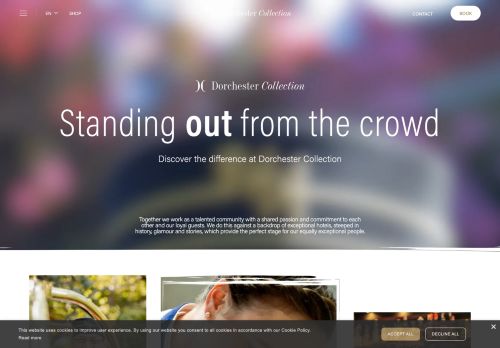 EN
SHOP
Dorchester Collection
CONTACT
BOOK
Dorchester Collection
Standing out from the crowd
Discover the difference at Dorchester Collection
Together we work as a talented community with a shared passion and commitment to each
other and our loyal guests. We do this against a backdrop of exceptional hotels, steeped in
history, glamour and stories, which provide the perfect stage for our equally exceptional people.
This website uses cookies to improve user experience. By using our website you consent to all cookies in accordance with our Cookie Policy.
Read more
ACCEPT ALL
DECLINE ALL